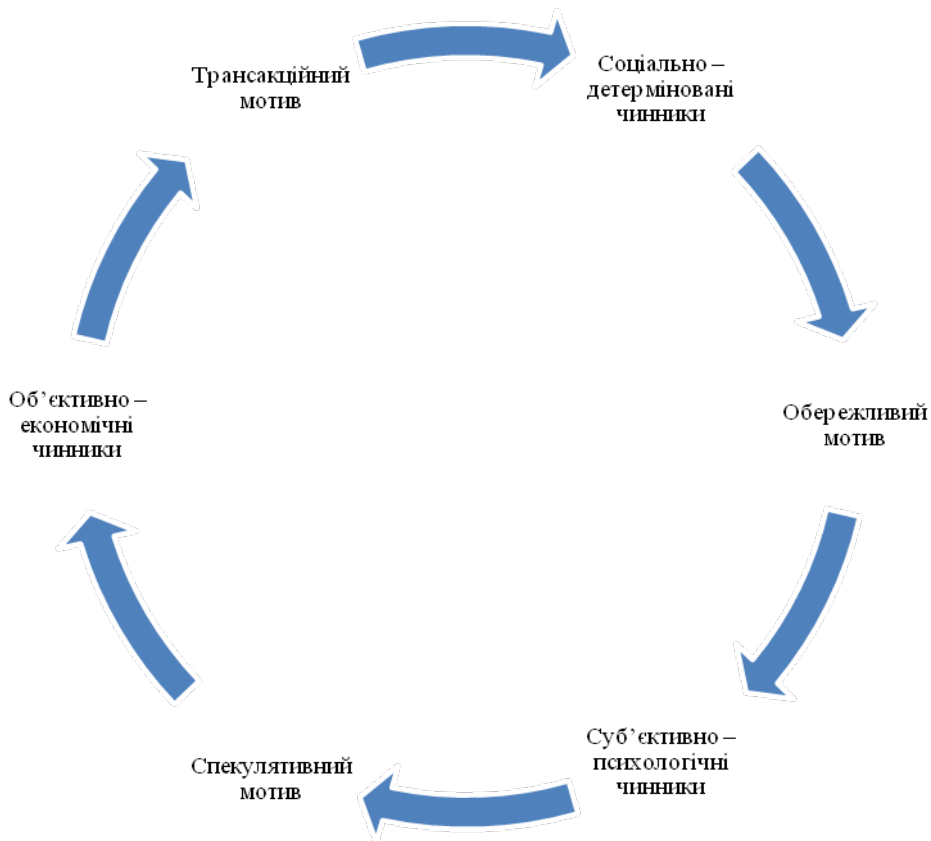 Трансакційний
мотив
Соціально –
детерміновані
чинники
Обережливий
мотив
Суб’єктивно –
психологічні
чинники
Спекулятивний
мотив
Об’єктивно –
економічні
чинники